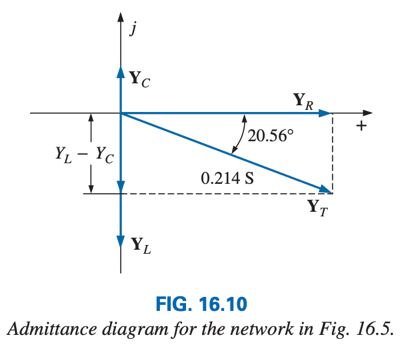 j
Y_C
Y_R
+
20.56°
Y_L – Y_C
0.214 S
Y_T
Y_L
FIG. 16.10
Admittance diagram for the network in Fig. 16.5.